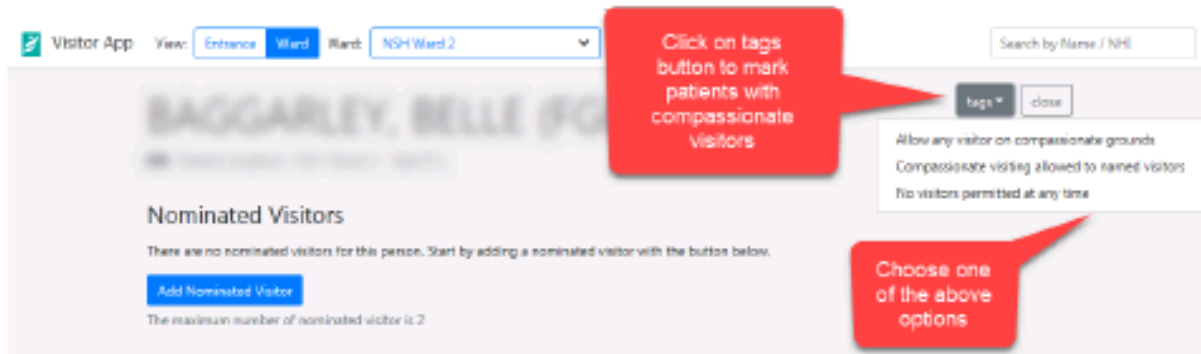 Visitor App View: Entrance Ward Ward: NSH Ward 2 Search by Name / NHI
Click on tags
button to mark
patients with
compassionate
visitors
tags close
BAGGARLEY, BELLE
Allow any visitor on compassionate grounds
Compassionate visiting allowed to named visitors
No visitors permitted at any time
Nominated Visitors
There are no nominated visitors for this person. Start by adding a nominated visitor with the button below.
Add Nominated Visitor
The maximum number of nominated visitor is 2
Choose one
of the above
options